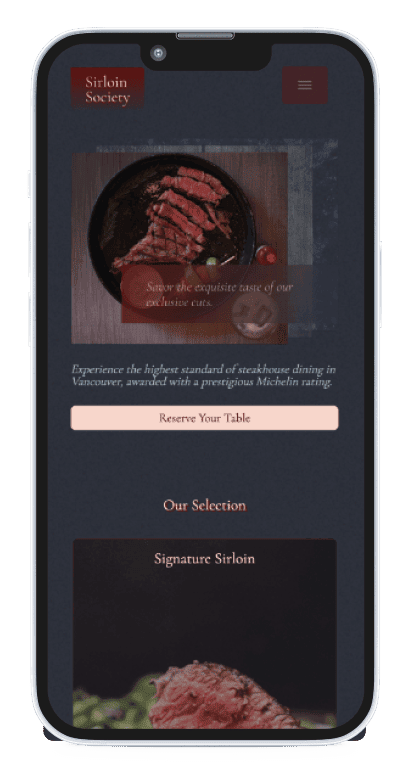 Sirloin
Society
Savor the exquisite taste of our
exclusive cuts.
Experience the highest standard of steakhouse dining in
Vancouver, awarded with a prestigious Michelin rating.
Reserve Your Table
Our Selection
Signature Sirloin